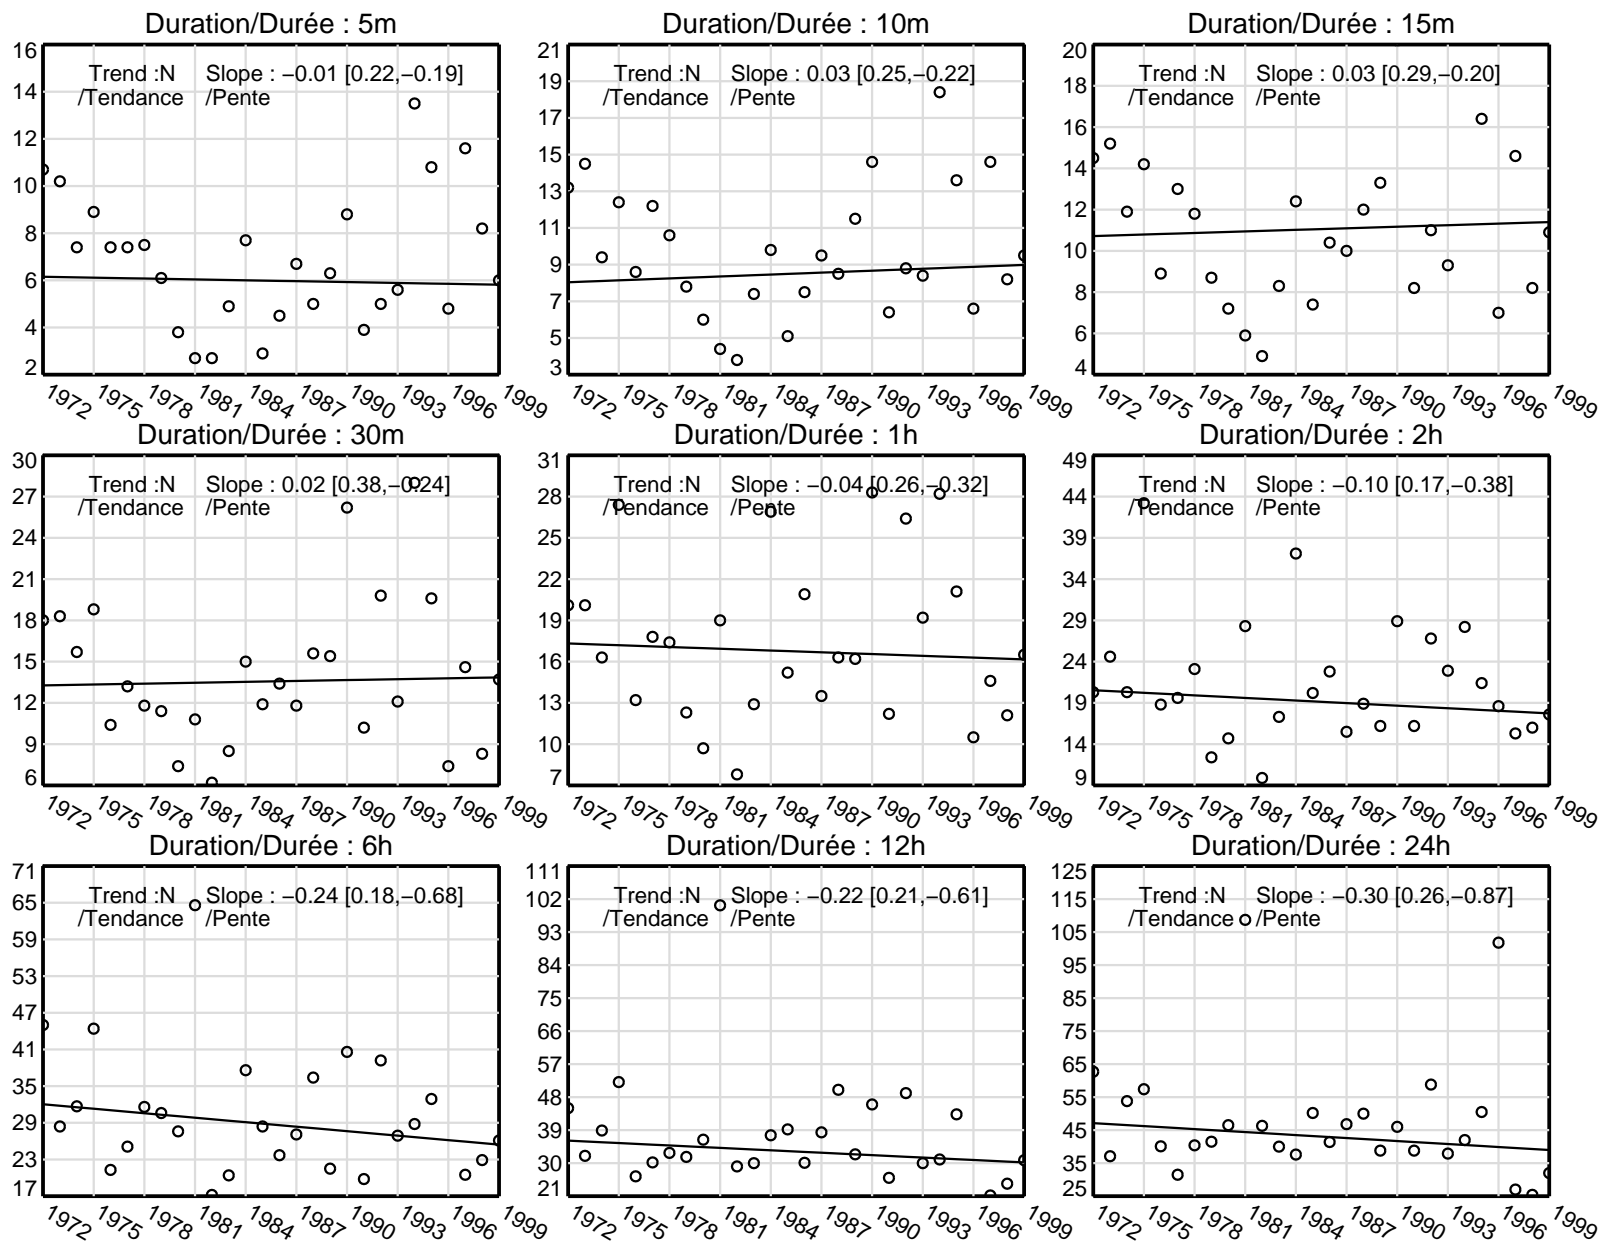 Duration/Durée : 5m
Trend :N Slope : −0.01 [0.22,−0.19]
/Tendance /Pente
16
14
12
10
8
6
4
2
1972 1975 1978 1981 1984 1987 1990 1993 1996 1999
Duration/Durée : 10m
Trend :N Slope : 0.03 [0.25,−0.22]
/Tendance /Pente
21
19
17
15
13
11
9
7
5
3
1972 1975 1978 1981 1984 1987 1990 1993 1996 1999
Duration/Durée : 15m
Trend :N Slope : 0.03 [0.29,−0.20]
/Tendance /Pente
20
18
16
14
12
10
8
6
4
1972 1975 1978 1981 1984 1987 1990 1993 1996 1999
Duration/Durée : 30m
Trend :N Slope : 0.02 [0.38,−0.24]
/Tendance /Pente
30
27
24
21
18
15
12
9
6
1972 1975 1978 1981 1984 1987 1990 1993 1996 1999
Duration/Durée : 1h
Trend :N Slope : −0.04 [0.26,−0.32]
/Tendance /Pente
31
28
25
22
19
16
13
10
7
1972 1975 1978 1981 1984 1987 1990 1993 1996 1999
Duration/Durée : 2h
Trend :N Slope : −0.10 [0.17,−0.38]
/Tendance /Pente
49
44
39
34
29
24
19
14
9
1972 1975 1978 1981 1984 1987 1990 1993 1996 1999
Duration/Durée : 6h
Trend :N Slope : −0.24 [0.18,−0.68]
/Tendance /Pente
71
65
59
53
47
41
35
29
23
17
1972 1975 1978 1981 1984 1987 1990 1993 1996 1999
Duration/Durée : 12h
Trend :N Slope : −0.22 [0.21,−0.61]
/Tendance /Pente
111
102
93
84
75
66
57
48
39
30
21
1972 1975 1978 1981 1984 1987 1990 1993 1996 1999
Duration/Durée : 24h
Trend :N Slope : −0.30 [0.26,−0.87]
/Tendance /Pente
125
115
105
95
85
75
65
55
45
35
25
1972 1975 1978 1981 1984 1987 1990 1993 1996 1999